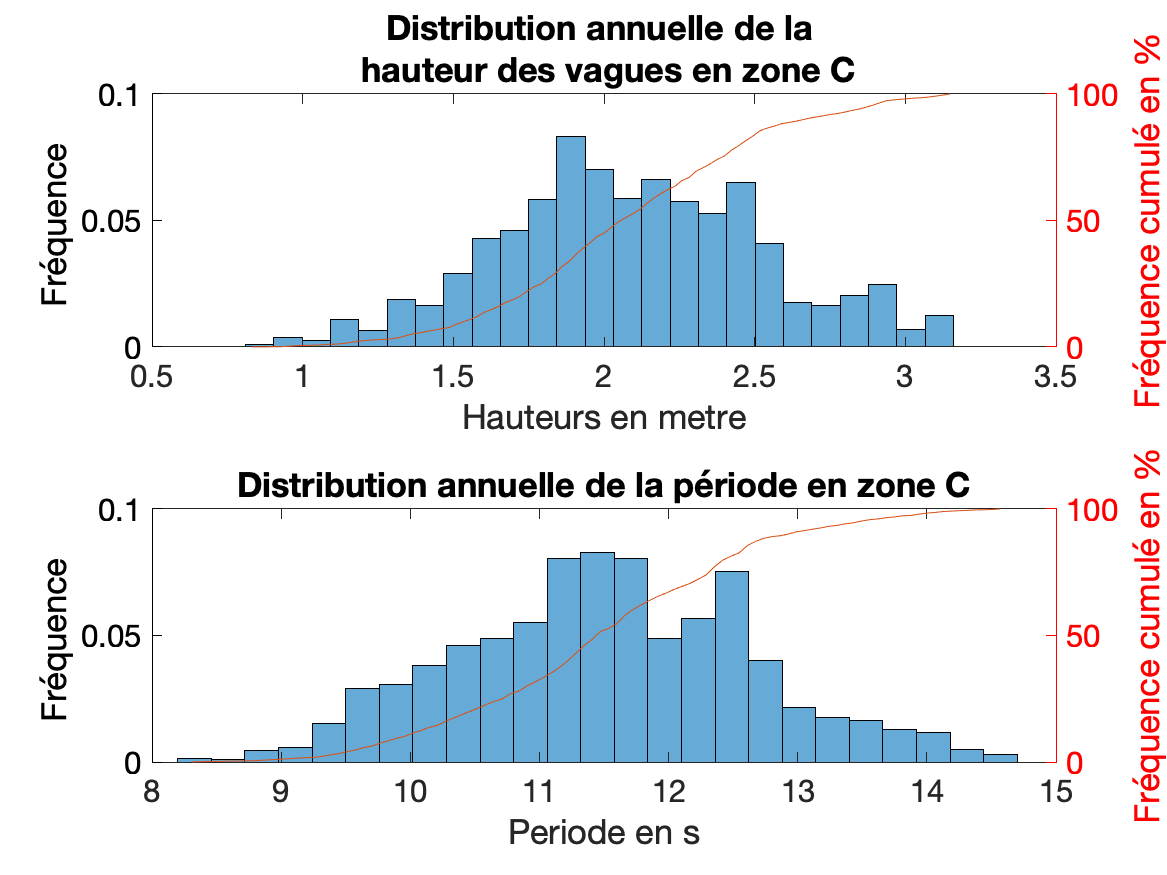 Distribution annuelle de la
hauteur des vagues en zone C
0.1
0.05
0
Fréquence
100
50
0
Fréquence cumulé en %
0.5 1 1.5 2 2.5 3 3.5
Hauteurs en metre
Distribution annuelle de la période en zone C
0.1
0.05
0
Fréquence
100
50
0
Fréquence cumulé en %
8 9 10 11 12 13 14 15
Periode en s